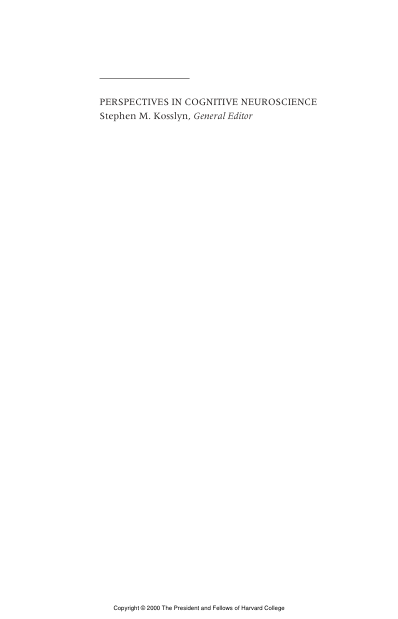 PERSPECTIVES IN COGNITIVE NEUROSCIENCE
Stephen M. Kosslyn, General Editor
Copyright © 2000 The President and Fellows of Harvard College